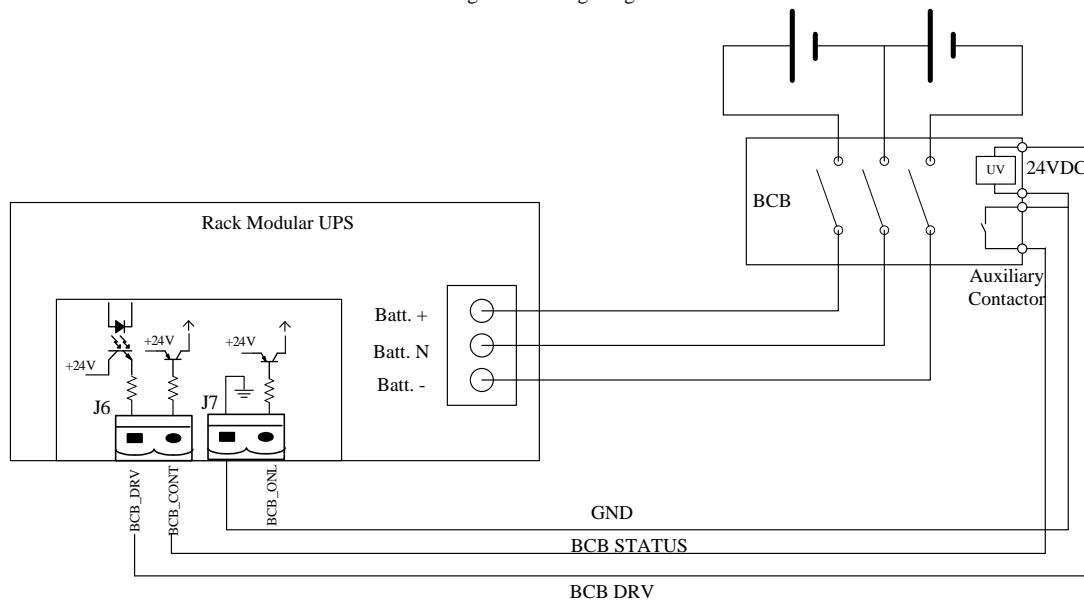 UV
24VDC
BCB
Rack Modular UPS
Auxiliary
Contactor
Batt. +
+24V
+24V
Batt. N
+24V
Batt. -
J6
J7
BCB_DRV
BCB_CONT
BCB_ONL
GND
BCB STATUS
BCB DRV